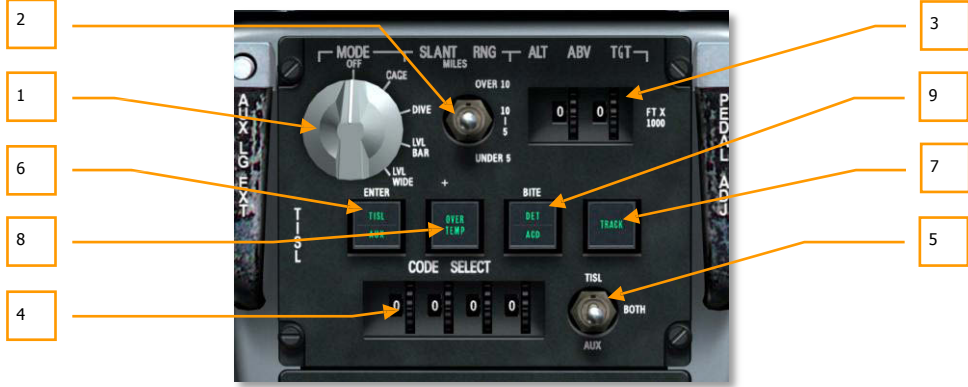 2
3
1
9
6
7
8
5
4
MODE SLANT RNG ALT ABV TGT
OFF
CAGE
DIVE
LVL
BAR
LVL
WIDE
MILES
OVER 10
10
5
UNDER 5
0 0
FT X
1000
AUX LG EXT
PEDAL ADJ
TISL
ENTER
TISL
AUX
OVER
TEMP
BITE
DET
ACD
TRACK
CODE SELECT
0 0 0 0
TISL
BOTH
AUX